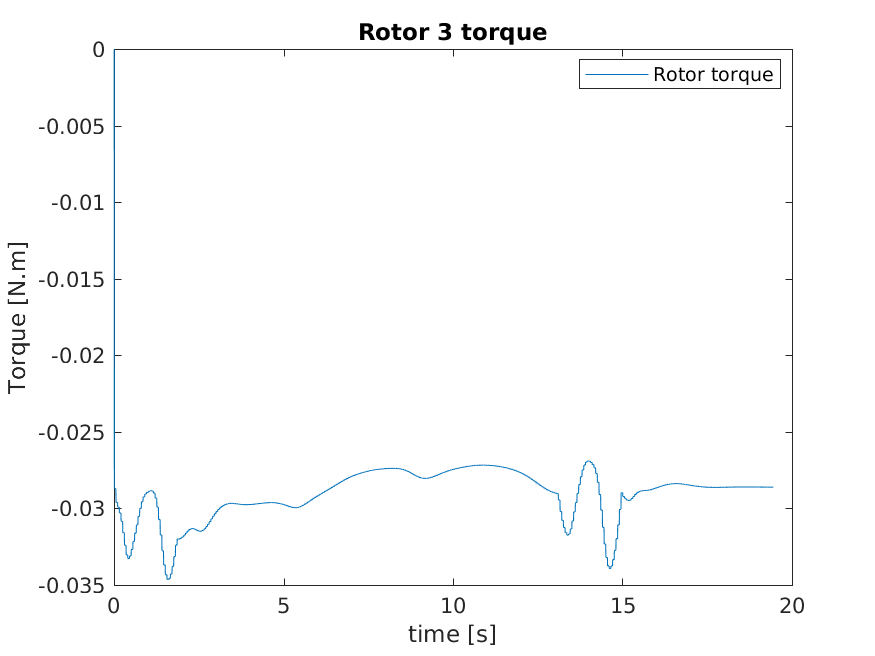 Rotor 3 torque
Rotor torque
0
-0.005
-0.01
-0.015
-0.02
-0.025
-0.03
-0.035
Torque [N.m]
0 5 10 15 20
time [s]